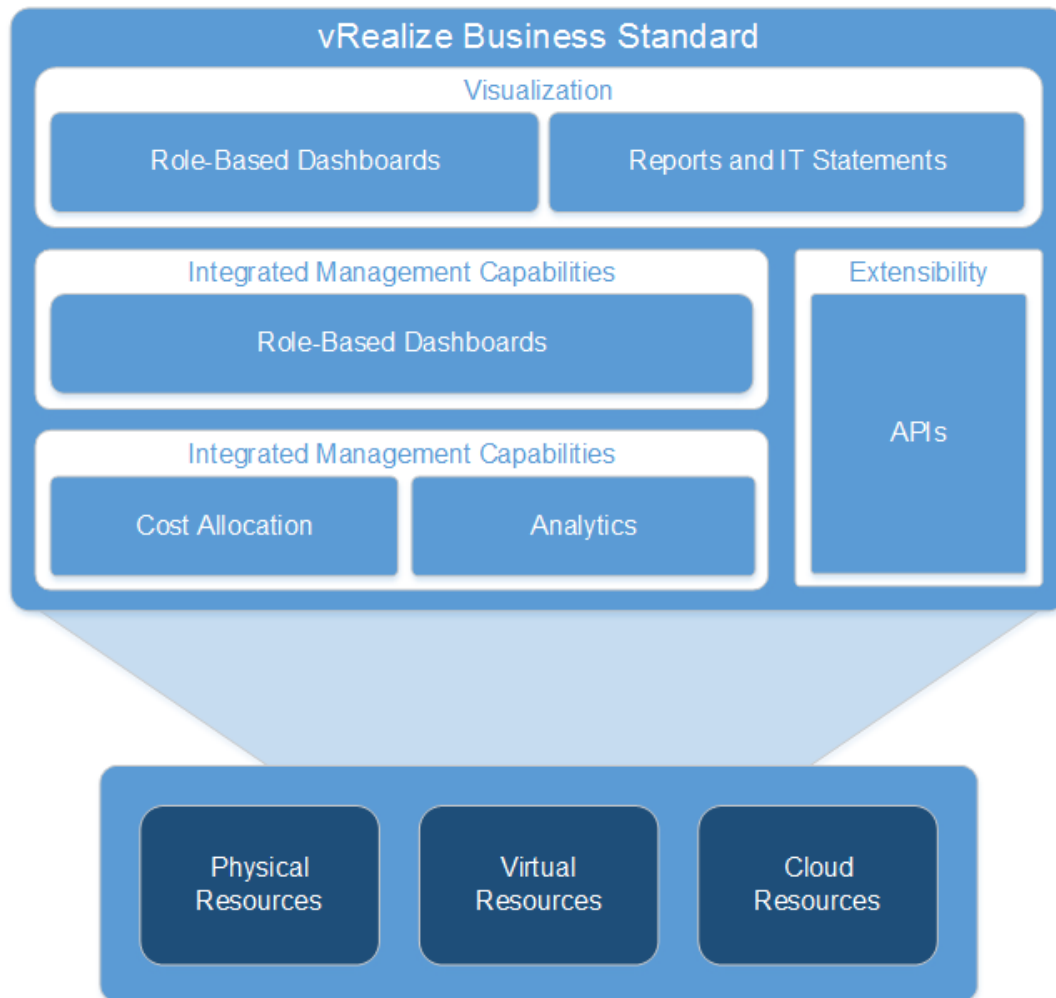 vRealize Business Standard
Visualization
Role-Based Dashboards
Reports and IT Statements
Integrated Management Capabilities
Role-Based Dashboards
Extensibility
APIs
Integrated Management Capabilities
Cost Allocation
Analytics
Physical
Resources
Virtual
Resources
Cloud
Resources